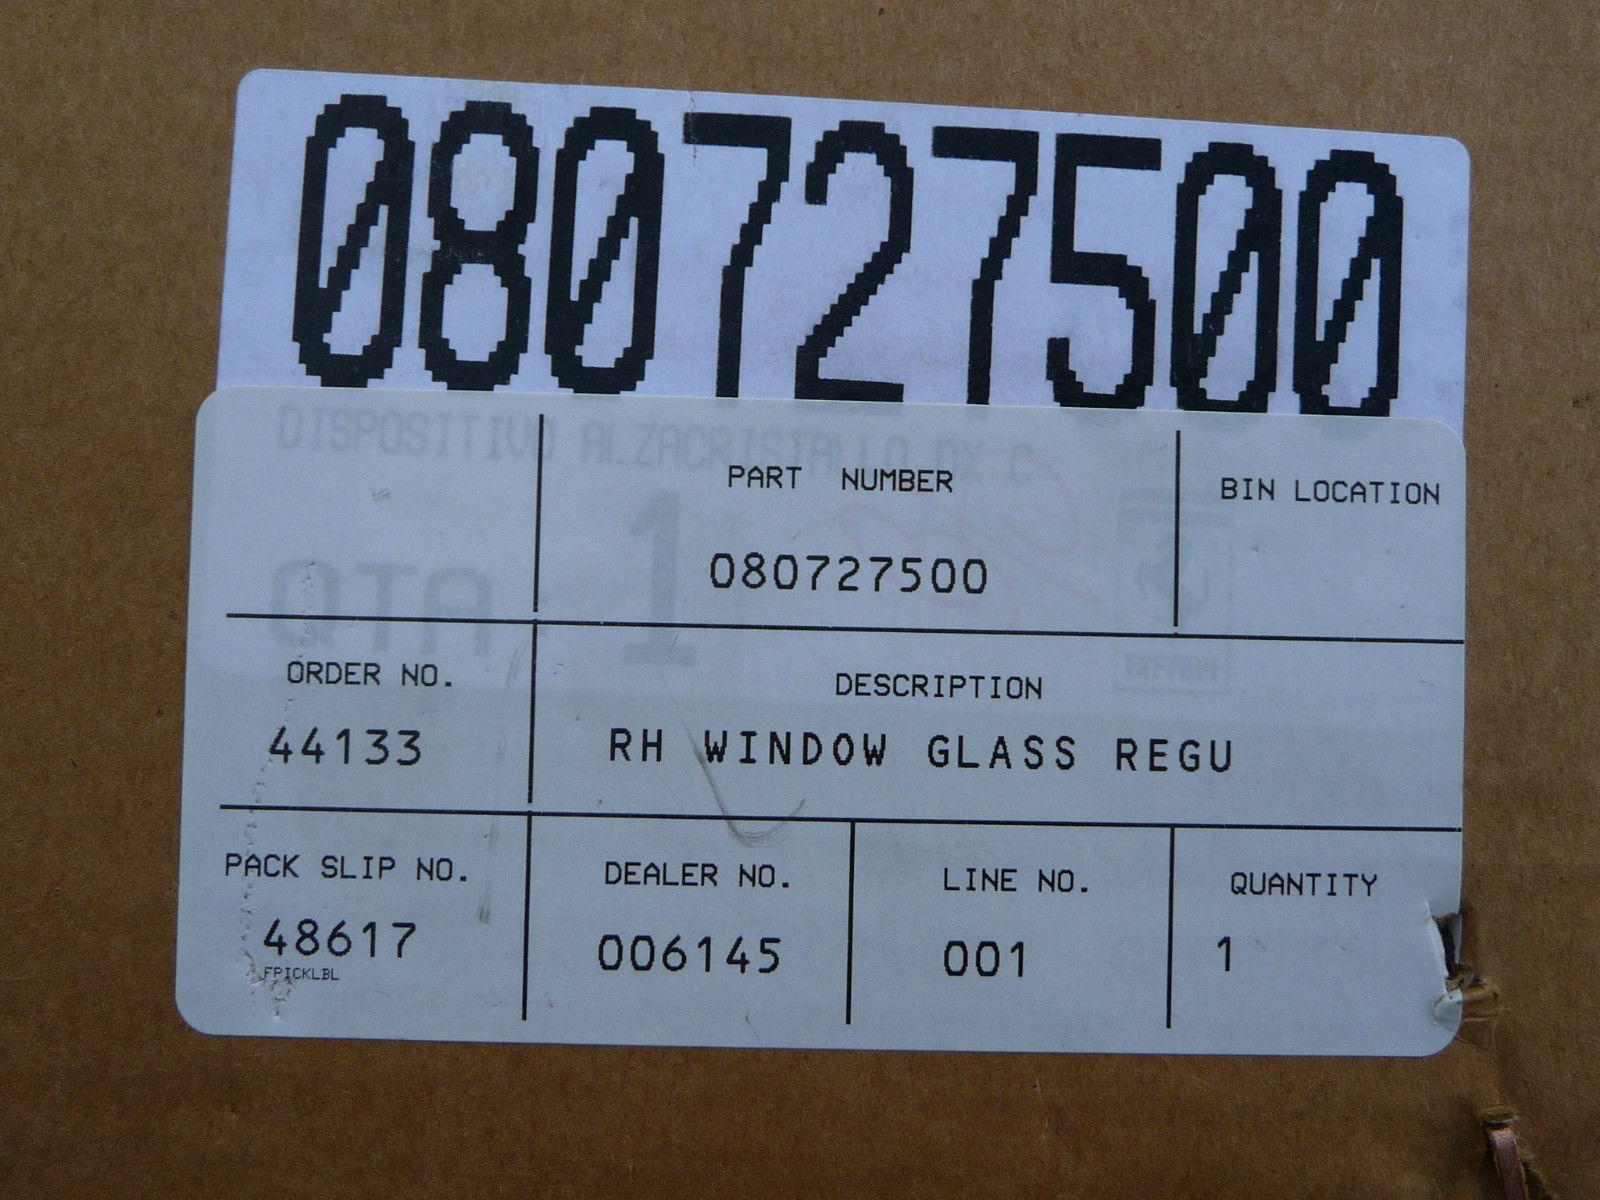 080727500
DISPOSITIVO ALZACRISTALLO DX C
QTA 1
Ferrari
PART NUMBER
080727500
BIN LOCATION
ORDER NO.
44133
DESCRIPTION
RH WINDOW GLASS REGU
PACK SLIP NO.
48617
FPICKLBL
DEALER NO.
006145
LINE NO.
001
QUANTITY
1